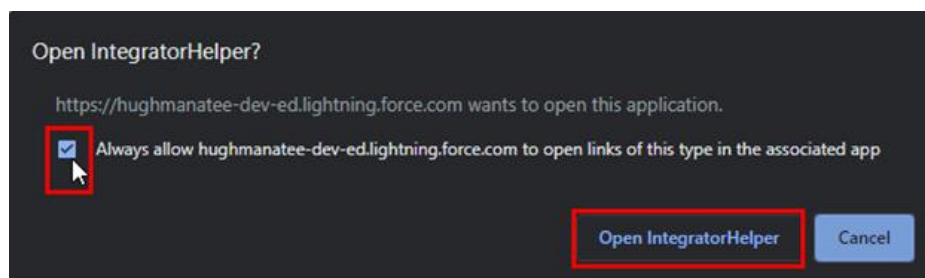 Open IntegratorHelper?
https://hughmanatee-dev-ed.lightning.force.com wants to open this application.
Always allow hughmanatee-dev-ed.lightning.force.com to open links of this type in the associated app
Open IntegratorHelper Cancel